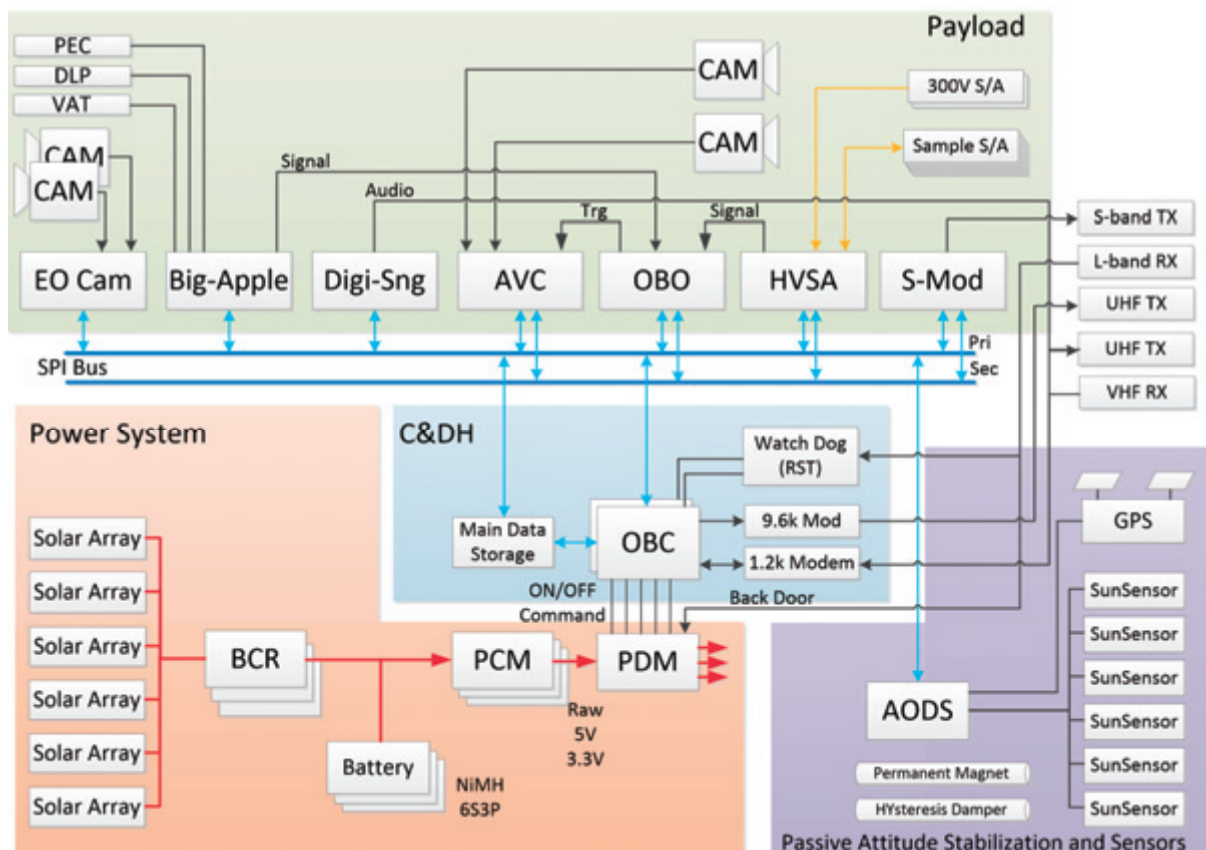 Payload
PEC
DLP
VAT
CAM
CAM
CAM
CAM
300V S/A
Sample S/A
Signal
Audio
Trg
Signal
EO Cam
Big-Apple
Digi-Sng
AVC
OBO
HVSA
S-Mod
S-band TX
L-band RX
UHF TX
UHF TX
VHF RX
SPI Bus
Pri
Sec
Power System
Solar Array
Solar Array
Solar Array
Solar Array
Solar Array
Solar Array
BCR
Battery
NiMH
6S3P
PCM
Raw
5V
3.3V
PDM
C&DH
Main Data
Storage
OBC
Watch Dog
(RST)
9.6k Mod
1.2k Modem
ON/OFF
Command
Back Door
GPS
SunSensor
SunSensor
SunSensor
SunSensor
SunSensor
SunSensor
AODS
Permanent Magnet
HYsteresis Damper
Passive Attitude Stabilization and Sensors